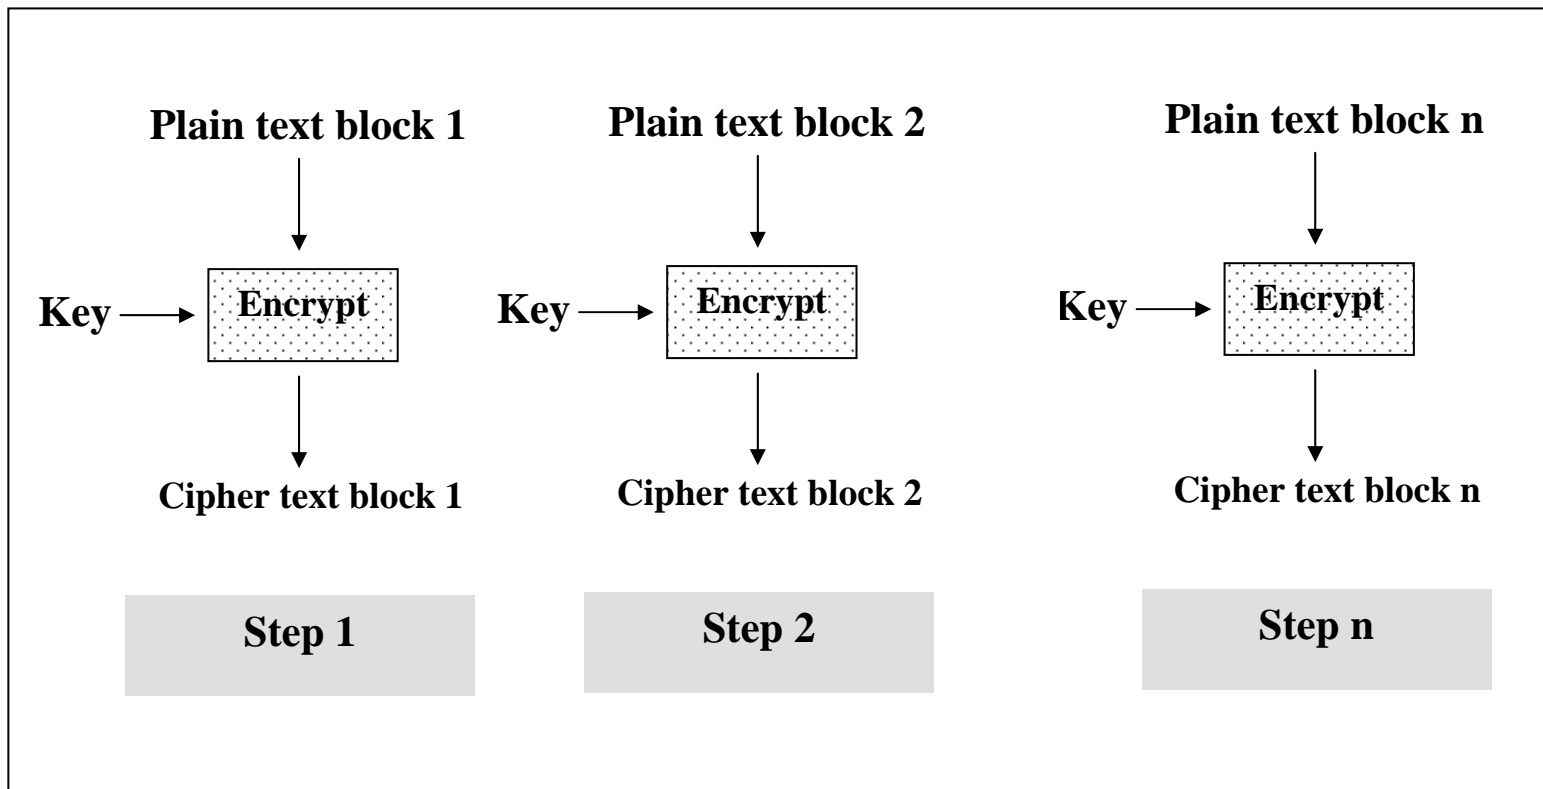 Plain text block 1
Plain text block 2
Plain text block n
Key
Encrypt
Key
Encrypt
Key
Encrypt
Cipher text block 1
Cipher text block 2
Cipher text block n
Step 1
Step 2
Step n